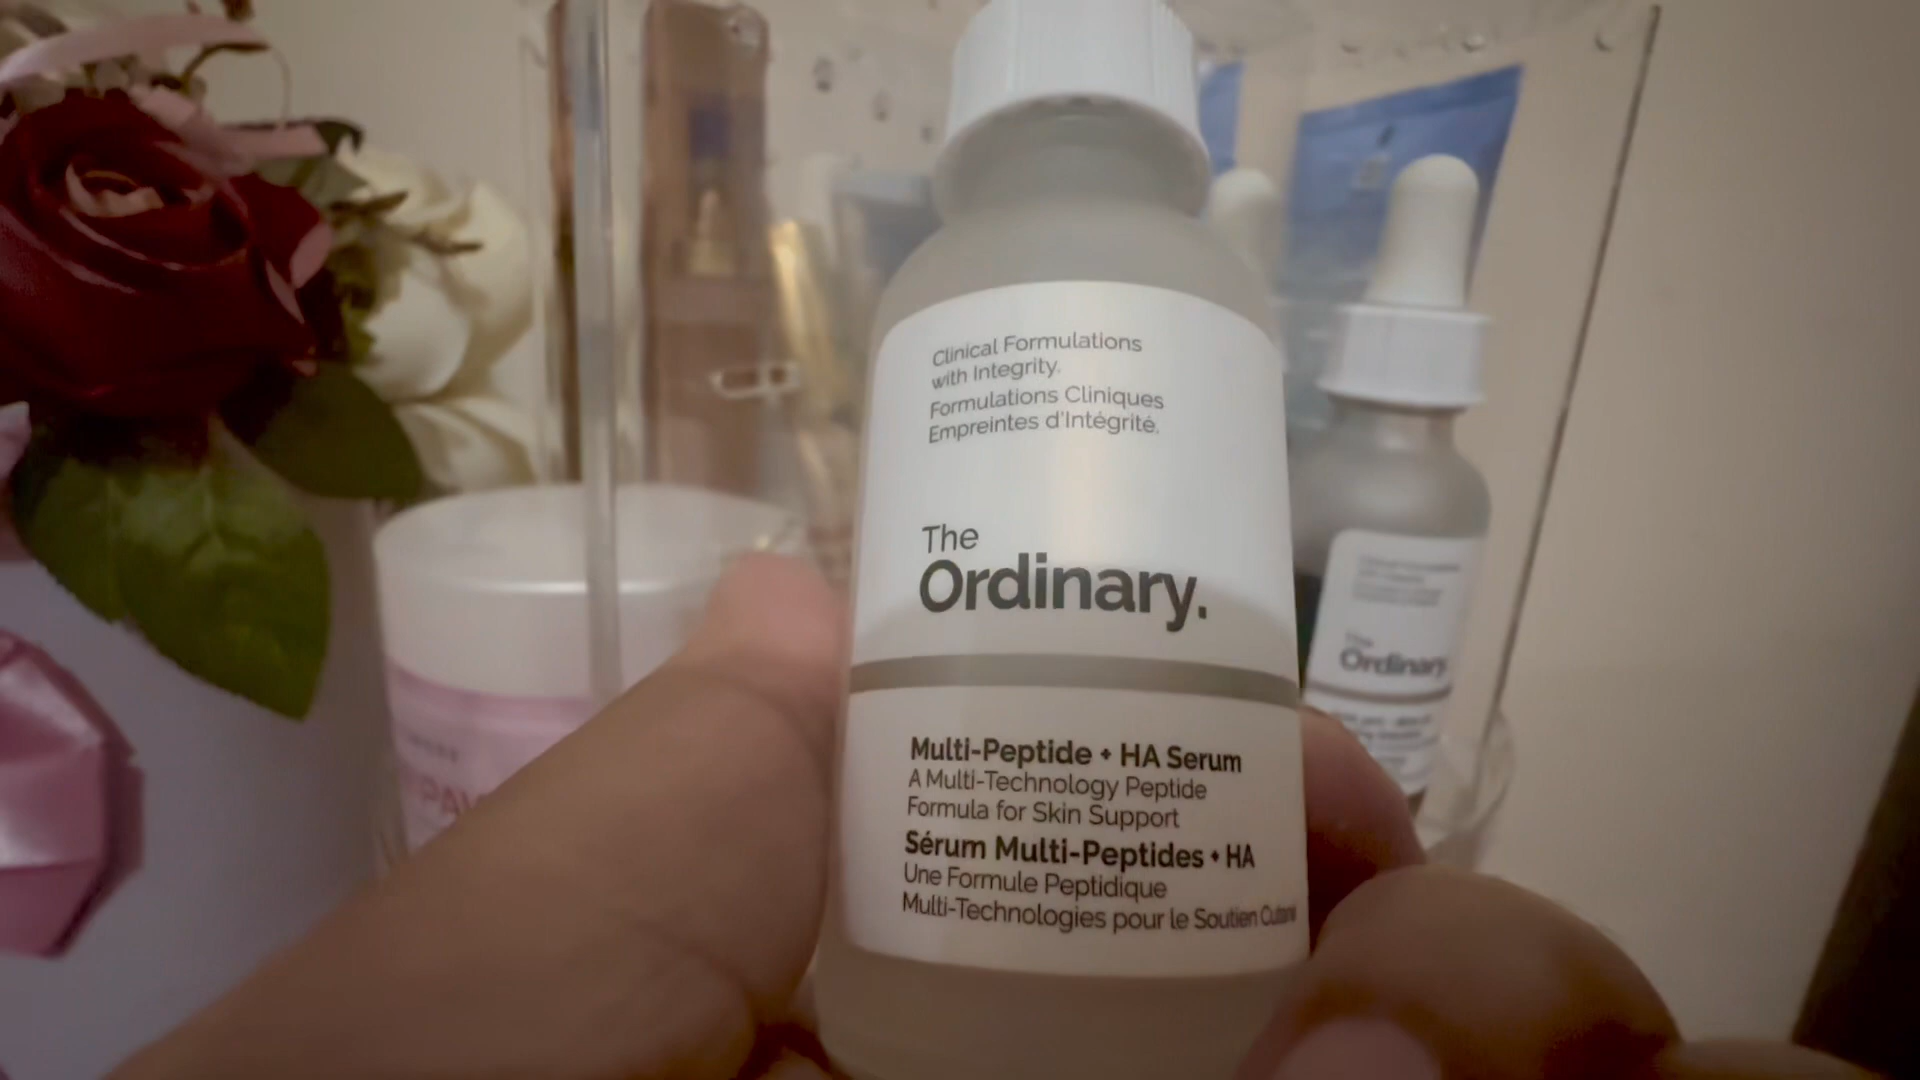 Clinical Formulations
with Integrity.
Formulations Cliniques
Empreintes d'Intégrité.
The
Ordinary.
Multi-Peptide + HA Serum
A Multi-Technology Peptide
Formula for Skin Support
Sérum Multi-Peptides + HA
Une Formule Peptidique
Multi-Technologies pour le Soutien Cutané
The
Ordinary